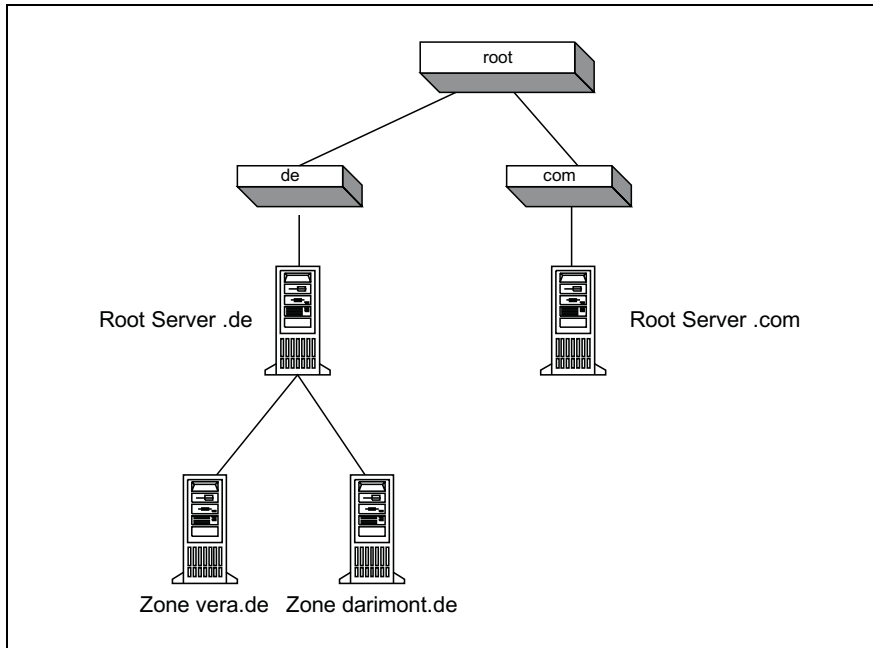 root
de
com
Root Server .de
Root Server .com
Zone vera.de
Zone darimont.de